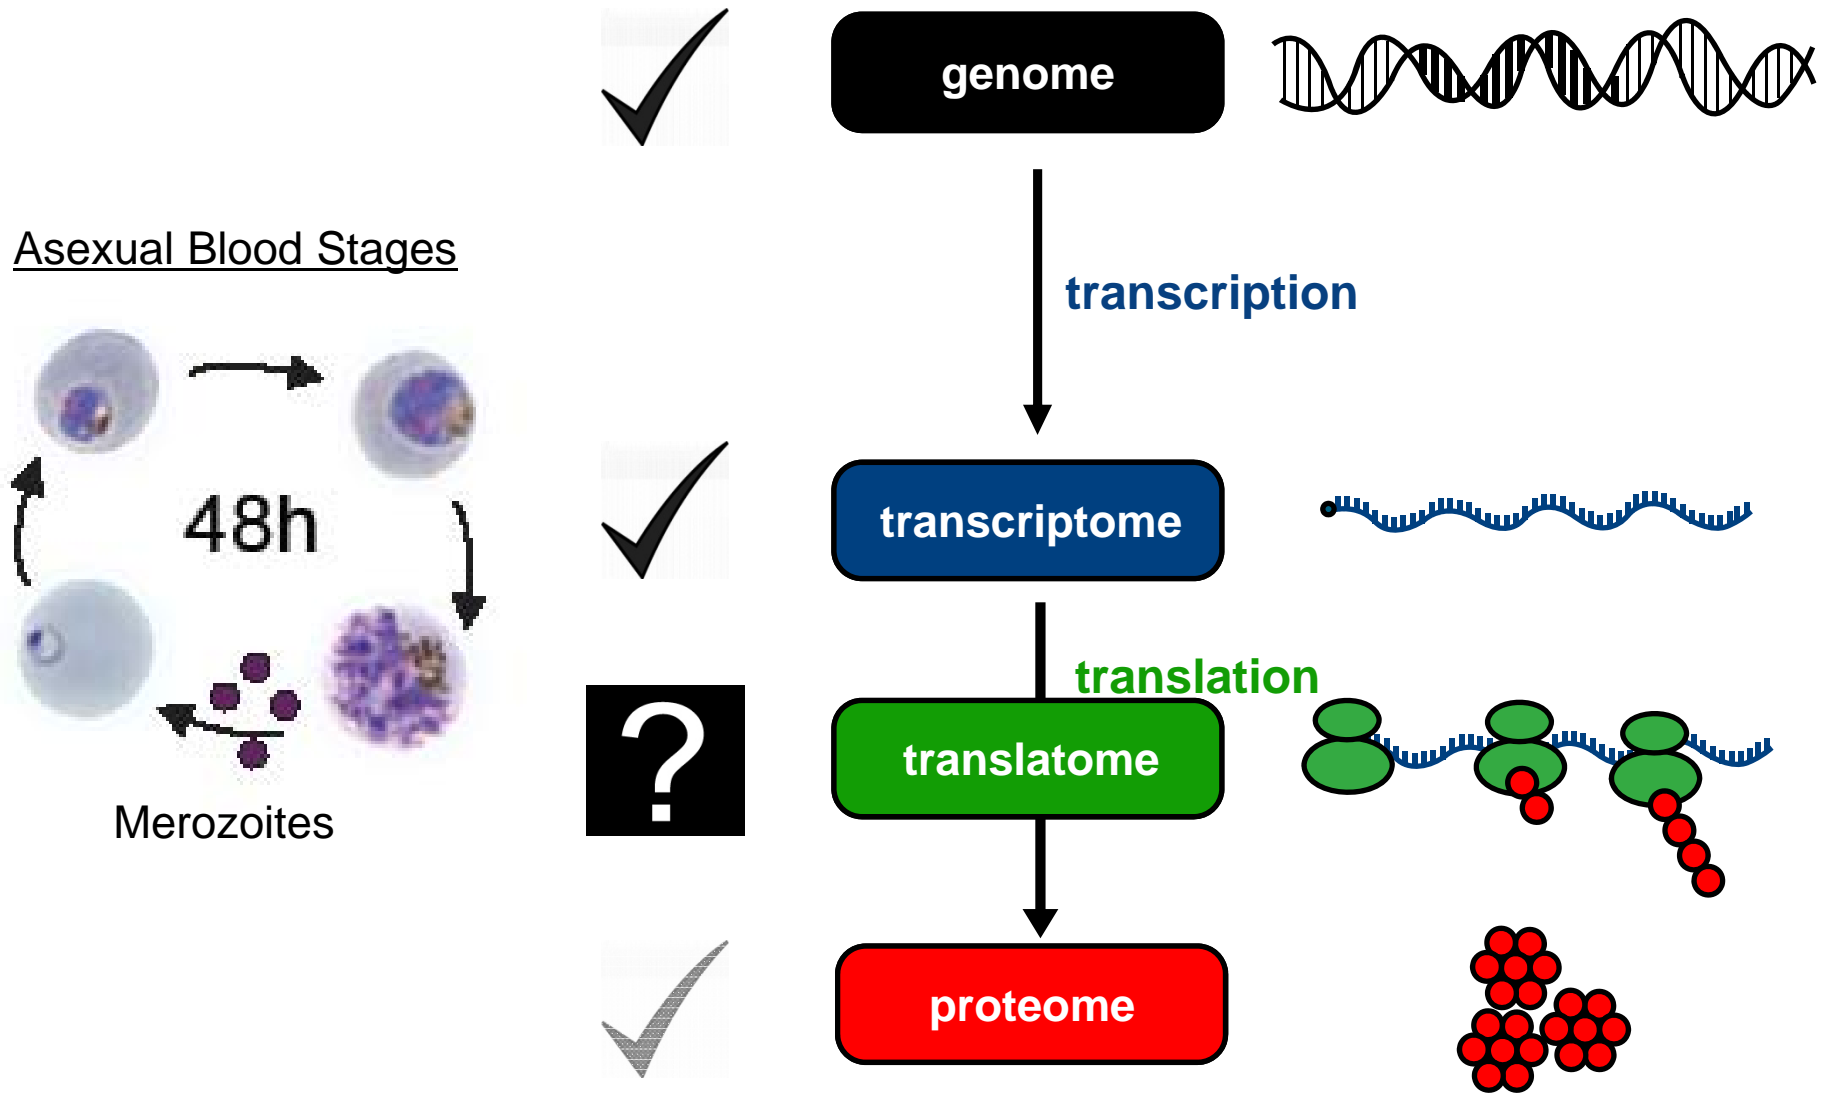 genome
Asexual Blood Stages
transcription
48h
transcriptome
translation
?
translatome
Merozoites
proteome